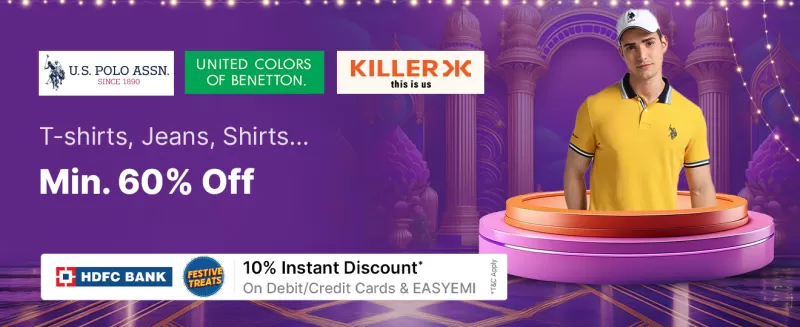 U.S. POLO ASSN.
SINCE 1890
UNITED COLORS
OF BENETTON.
KILLER
this is us
T-shirts, Jeans, Shirts...
Min. 60% Off
HDFC BANK
FESTIVE
TREATS
10% Instant Discount*
On Debit/Credit Cards & EASYEMI
*T&C Apply